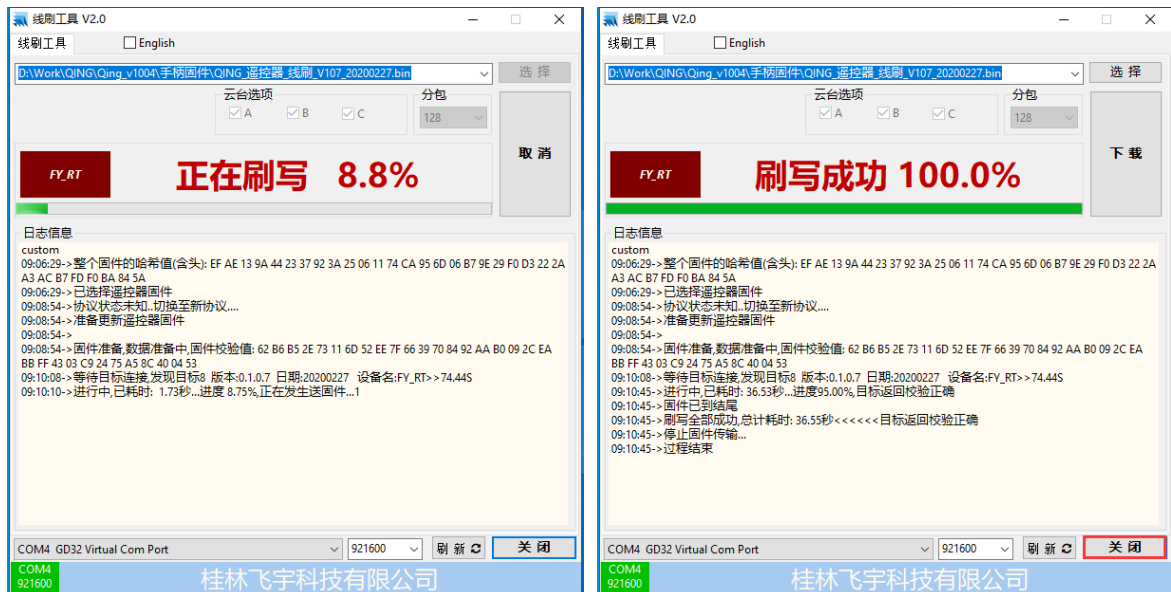 线刷工具 V2.0
线刷工具 English
D:\Work\QING\Qing_v1004\手柄固件\QING_遥控器_线刷_V107_20200227.bin 选 择
云台选项 分包
A B C 128
取 消
FY_RT 正在刷写 8.8%
日志信息
custom
09:06:29->整个固件的哈希值(含头): EF AE 13 9A 44 23 37 92 3A 25 06 11 74 CA 95 6D 06 B7 9E 29 F0 D3 22 2A
A3 AC B7 FD F0 BA 84 5A
09:06:29->已选择遥控器固件
09:08:54->协议状态未知..切换至新协议....
09:08:54->准备更新遥控器固件
09:08:54->
09:08:54->固件准备,数据准备中,固件校验值: 62 B6 B5 2E 73 11 6D 52 EE 7F 66 39 70 84 92 AA B0 09 2C EA
BB FF 43 03 C9 24 75 A5 8C 40 04 53
09:10:08->等待目标连接,发现目标8 版本:0.1.0.7 日期:20200227 设备名:FY_RT>>74.44S
09:10:10->进行中,已耗时: 1.73秒...进度 8.75%,正在发生送固件...1
COM4 GD32 Virtual Com Port 921600 刷 新 关 闭
COM4
921600
桂林飞宇科技有限公司
线刷工具 V2.0
线刷工具 English
D:\Work\QING\Qing_v1004\手柄固件\QING_遥控器_线刷_V107_20200227.bin 选 择
云台选项 分包
A B C 128
下 载
FY_RT 刷写成功 100.0%
日志信息
custom
09:06:29->整个固件的哈希值(含头): EF AE 13 9A 44 23 37 92 3A 25 06 11 74 CA 95 6D 06 B7 9E 29 F0 D3 22 2A
A3 AC B7 FD F0 BA 84 5A
09:06:29->已选择遥控器固件
09:08:54->协议状态未知..切换至新协议....
09:08:54->准备更新遥控器固件
09:08:54->
09:08:54->固件准备,数据准备中,固件校验值: 62 B6 B5 2E 73 11 6D 52 EE 7F 66 39 70 84 92 AA B0 09 2C EA
BB FF 43 03 C9 24 75 A5 8C 40 04 53
09:10:08->等待目标连接,发现目标8 版本:0.1.0.7 日期:20200227 设备名:FY_RT>>74.44S
09:10:45->进行中,已耗时: 36.53秒...进度95.00%,目标返回校验正确
09:10:45->固件已到结尾
09:10:45->刷写全部成功,总计耗时: 36.55秒<<<<<<目标返回校验正确
09:10:45->停止固件传输...
09:10:45->过程结束
COM4 GD32 Virtual Com Port 921600 刷 新 关 闭
COM4
921600
桂林飞宇科技有限公司